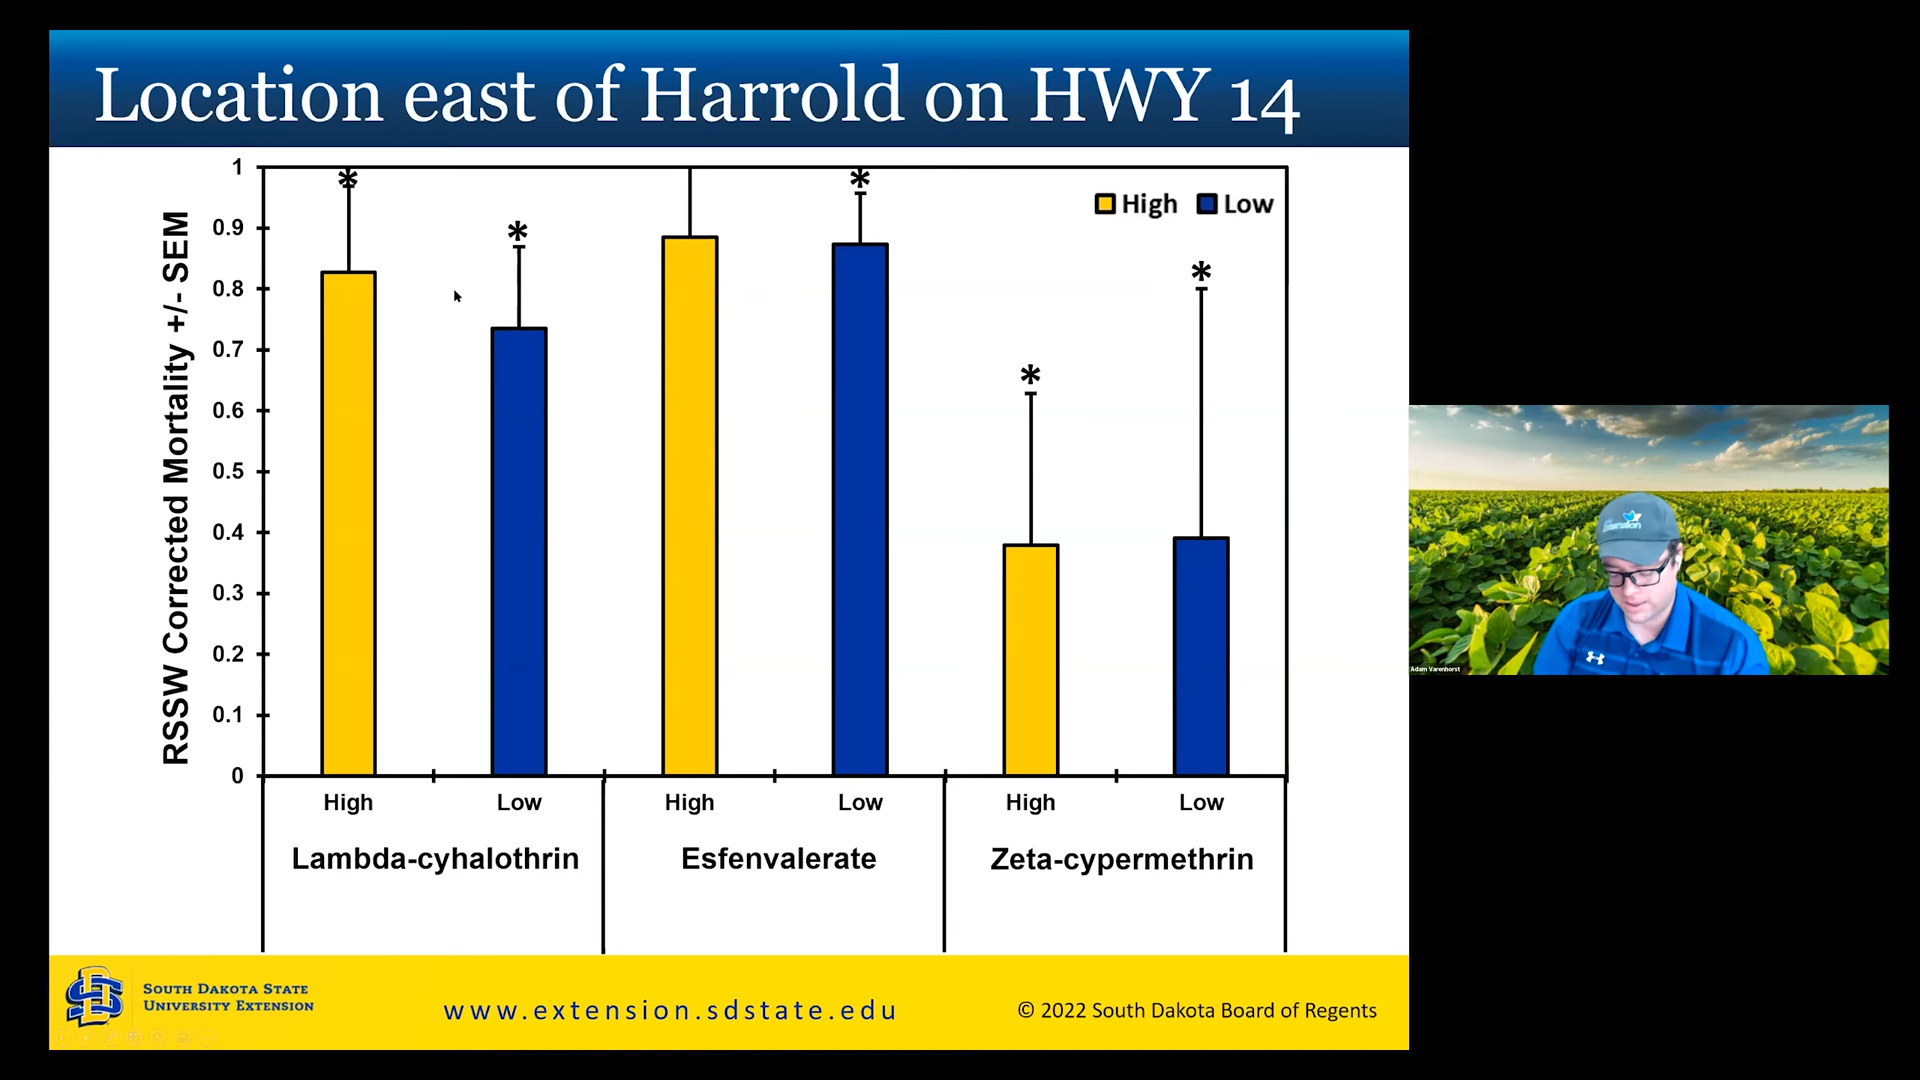 Location east of Harrold on HWY 14
RSSW Corrected Mortality +/- SEM
1
0.9
0.8
0.7
0.6
0.5
0.4
0.3
0.2
0.1
0
*
*
*
*
*
High Low
High Low High Low High Low
Lambda-cyhalothrin Esfenvalerate Zeta-cypermethrin
SOUTH DAKOTA STATE
UNIVERSITY EXTENSION
www.extension.sdstate.edu
© 2022 South Dakota Board of Regents
Extension
Adam Varenhorst